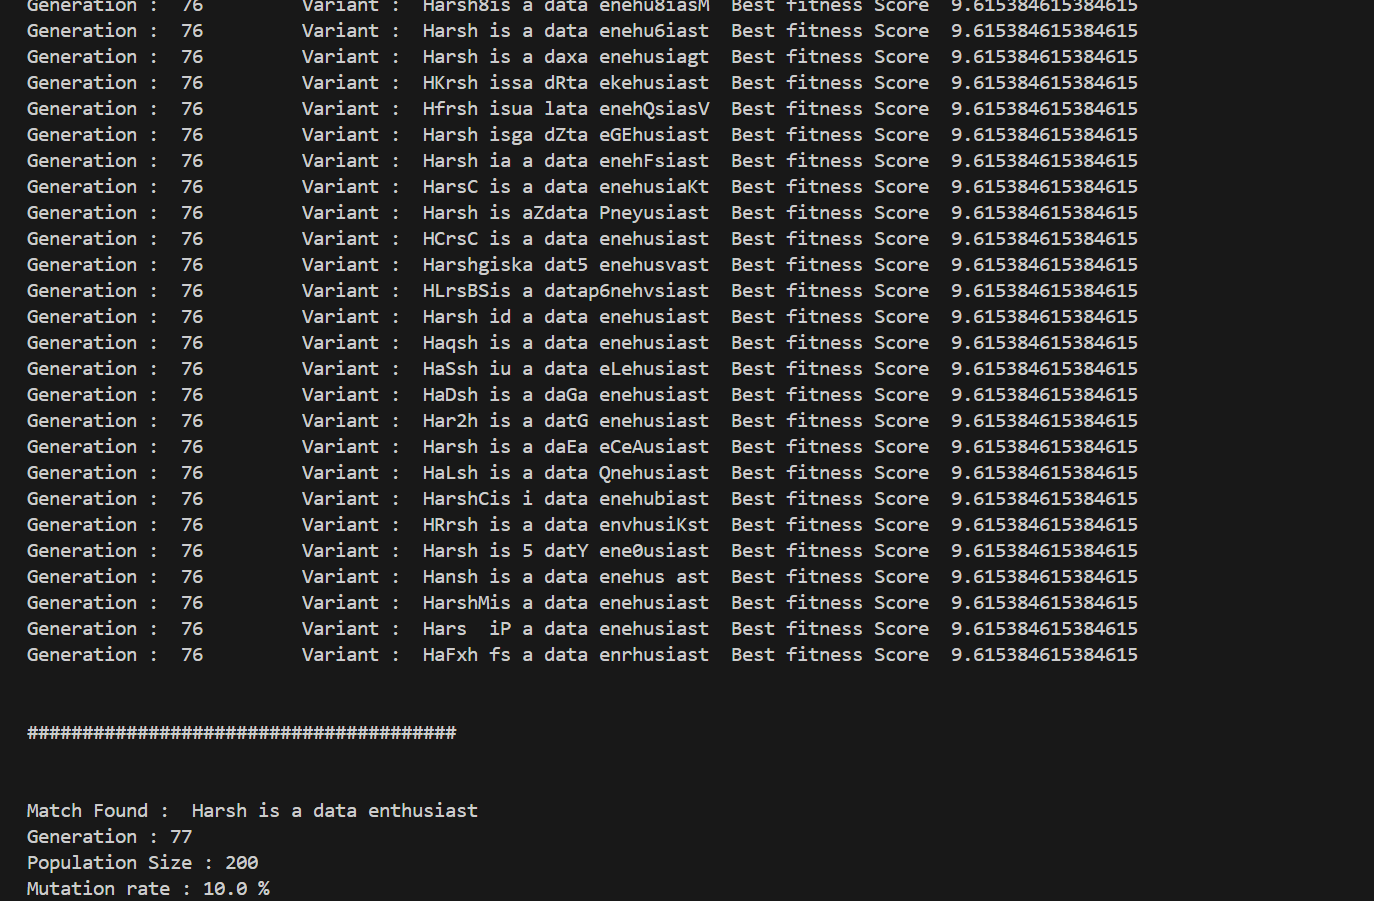 Generation :  76         Variant :  Harsh8is a data enehu8iasM  Best fitness Score  9.615384615384615
Generation :  76         Variant :  Harsh is a data enehu6iast  Best fitness Score  9.615384615384615
Generation :  76         Variant :  Harsh is a daxa enehusiagt  Best fitness Score  9.615384615384615
Generation :  76         Variant :  HKrsh issa dRta ekehusiast  Best fitness Score  9.615384615384615
Generation :  76         Variant :  Hfrsh isua lata enehQsiasV  Best fitness Score  9.615384615384615
Generation :  76         Variant :  Harsh isga dZta eGEhusiast  Best fitness Score  9.615384615384615
Generation :  76         Variant :  Harsh ia a data enehFsiast  Best fitness Score  9.615384615384615
Generation :  76         Variant :  HarsC is a data enehusiaKt  Best fitness Score  9.615384615384615
Generation :  76         Variant :  Harsh is aZdata Pneyusiast  Best fitness Score  9.615384615384615
Generation :  76         Variant :  HCrsC is a data enehusiast  Best fitness Score  9.615384615384615
Generation :  76         Variant :  Harshgiska dat5 enehusvast  Best fitness Score  9.615384615384615
Generation :  76         Variant :  HLrsBSis a datap6nehvsiast  Best fitness Score  9.615384615384615
Generation :  76         Variant :  Harsh id a data enehusiast  Best fitness Score  9.615384615384615
Generation :  76         Variant :  Haqsh is a data enehusiast  Best fitness Score  9.615384615384615
Generation :  76         Variant :  HaSsh iu a data eLehusiast  Best fitness Score  9.615384615384615
Generation :  76         Variant :  HaDsh is a daGa enehusiast  Best fitness Score  9.615384615384615
Generation :  76         Variant :  Har2h is a datG enehusiast  Best fitness Score  9.615384615384615
Generation :  76         Variant :  Harsh is a daEa eCeAusiast  Best fitness Score  9.615384615384615
Generation :  76         Variant :  HaLsh is a data Qnehusiast  Best fitness Score  9.615384615384615
Generation :  76         Variant :  HarshCis i data enehubiast  Best fitness Score  9.615384615384615
Generation :  76         Variant :  HRrsh is a data envhusiKst  Best fitness Score  9.615384615384615
Generation :  76         Variant :  Harsh is 5 datY ene0usiast  Best fitness Score  9.615384615384615
Generation :  76         Variant :  Hansh is a data enehus ast  Best fitness Score  9.615384615384615
Generation :  76         Variant :  HarshMis a data enehusiast  Best fitness Score  9.615384615384615
Generation :  76         Variant :  Hars  iP a data enehusiast  Best fitness Score  9.615384615384615
Generation :  76         Variant :  HaFxh fs a data enrhusiast  Best fitness Score  9.615384615384615
#######################################
Match Found :  Harsh is a data enthusiast
Generation : 77
Population Size : 200
Mutation rate : 10.0 %